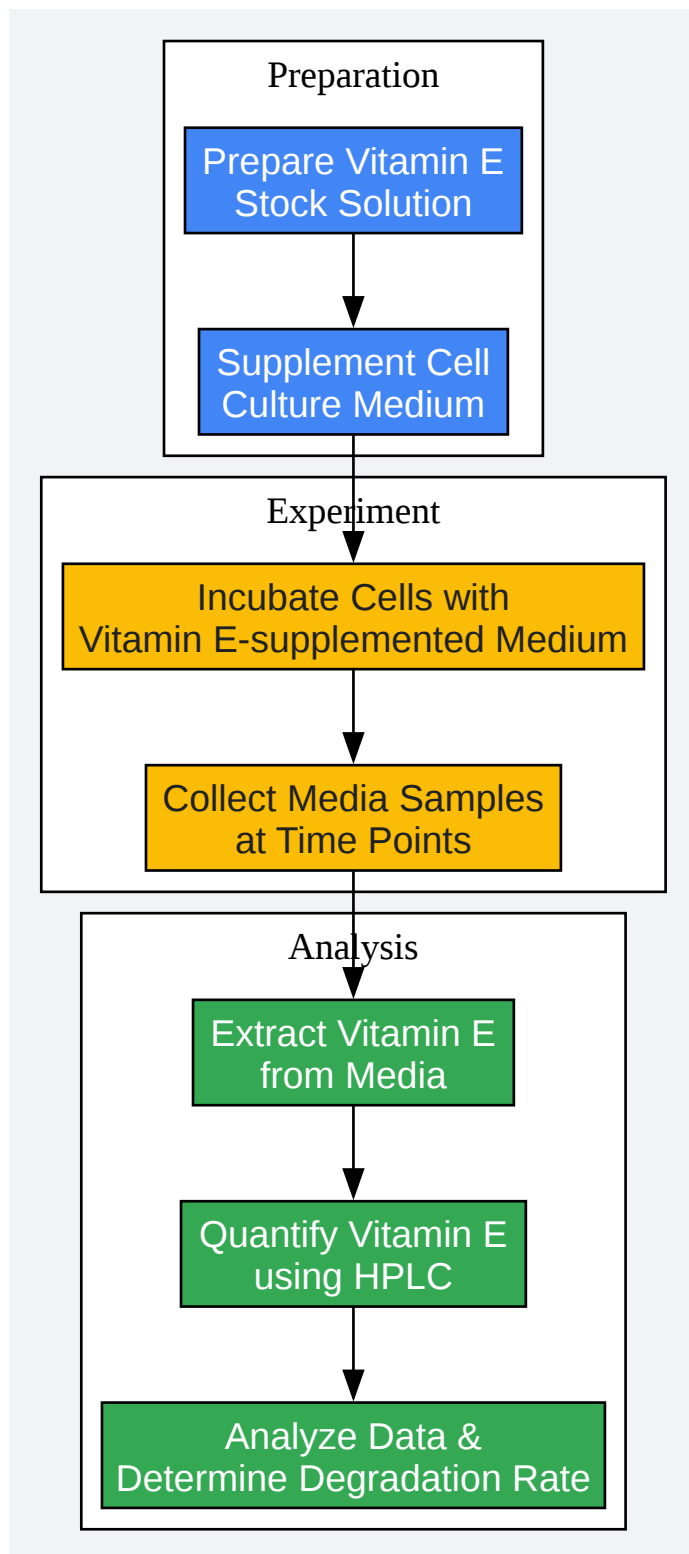 Preparation
Prepare Vitamin E
Stock Solution
Supplement Cell
Culture Medium
Experiment
Incubate Cells with
Vitamin E-supplemented Medium
Collect Media Samples
at Time Points
Analysis
Extract Vitamin E
from Media
Quantify Vitamin E
using HPLC
Analyze Data &
Determine Degradation Rate